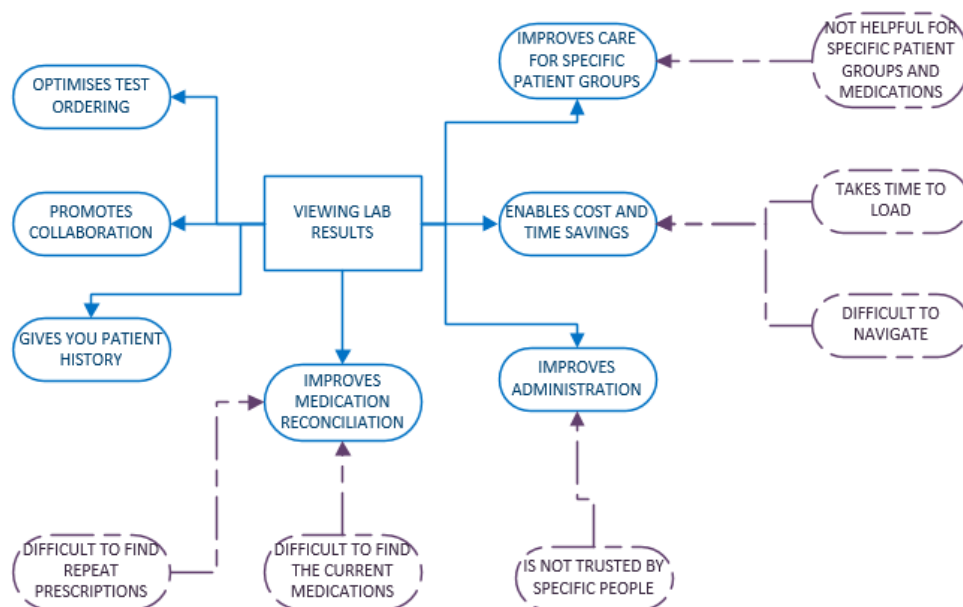 NOT HELPFUL FOR
SPECIFIC PATIENT
GROUPS AND
MEDICATIONS
IMPROVES CARE
FOR SPECIFIC
PATIENT GROUPS
OPTIMISES TEST
ORDERING
TAKES TIME TO
LOAD
PROMOTES
COLLABORATION
VIEWING LAB
RESULTS
ENABLES COST AND
TIME SAVINGS
DIFFICULT TO
NAVIGATE
GIVES YOU PATIENT
HISTORY
IMPROVES
MEDICATION
RECONCILIATION
IMPROVES
ADMINISTRATION
DIFFICULT TO FIND
REPEAT
PRESCRIPTIONS
DIFFICULT TO FIND
THE CURRENT
MEDICATIONS
IS NOT TRUSTED BY
SPECIFIC PEOPLE